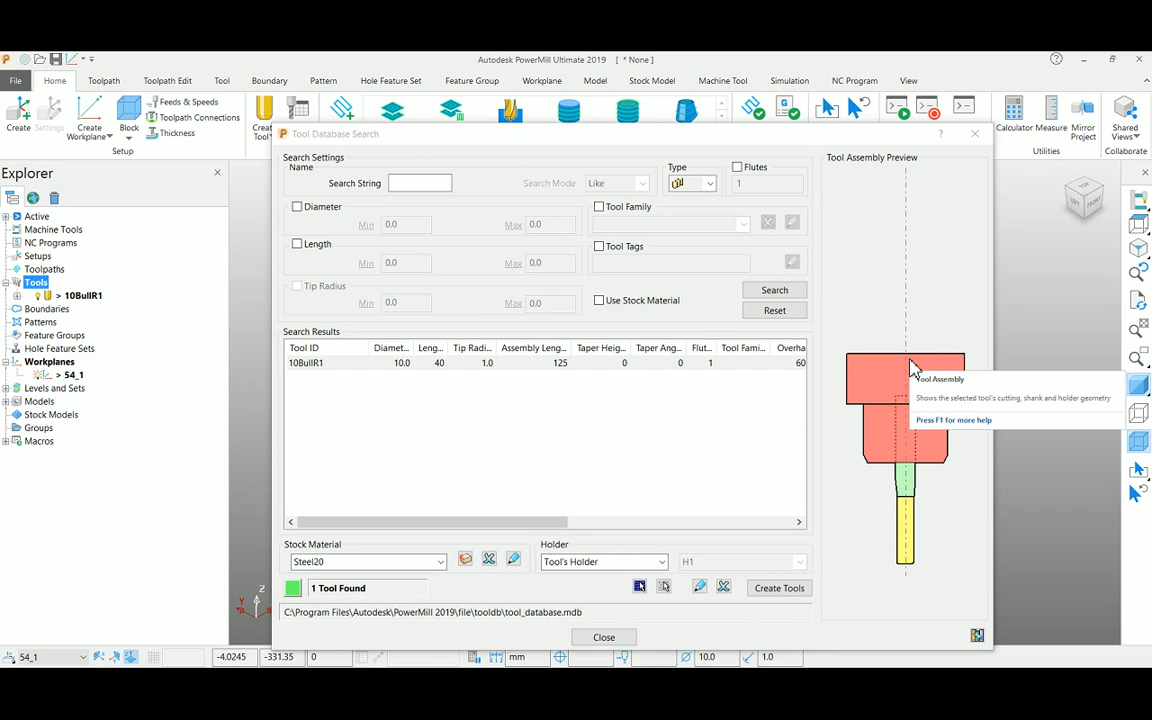 Autodesk PowerMill Ultimate 2019 [ * None ]
File Home Toolpath Toolpath Edit Tool Boundary Pattern Hole Feature Set Feature Group Workplane Model Stock Model Machine Tool Simulation NC Program View
Create
Settings
Create
Workplane
Block
Feeds & Speeds
Toolpath Connections
Thickness
Setup
Create
Tool
Calculator
Measure
Mirror
Project
Utilities
Shared
Views
Collaborate
Explorer
Active
Machine Tools
NC Programs
Setups
Toolpaths
Tools
> 10BullR1
Boundaries
Patterns
Feature Groups
Hole Feature Sets
Workplanes
> 54_1
Levels and Sets
Models
Stock Models
Groups
Macros
Tool Database Search
Search Settings
Name
Search String
Search Mode Like
Type
Flutes
1
Diameter
Min 0.0 Max 0.0
Tool Family
Length
Min 0.0 Max 0.0
Tool Tags
Tip Radius
Min 0.0 Max 0.0
Use Stock Material
Search
Reset
Search Results
Tool ID Diamet... Leng... Tip Radi... Assembly Leng... Taper Heig... Taper Ang... Flut... Tool Fami... Overha
10BullR1 10.0 40 1.0 125 0 0 1 60
Stock Material
Steel20
Holder
Tool's Holder
H1
1 Tool Found
Create Tools
C:\Program Files\Autodesk\PowerMill 2019\file\tooldb\tool_database.mdb
Close
Tool Assembly Preview
Tool Assembly
Shows the selected tool's cutting, shank and holder geometry
Press F1 for more help
TOP
LEFT
FRONT
Z
Y
X
54_1
-4.0245 -331.35 0
mm
10.0
1.0